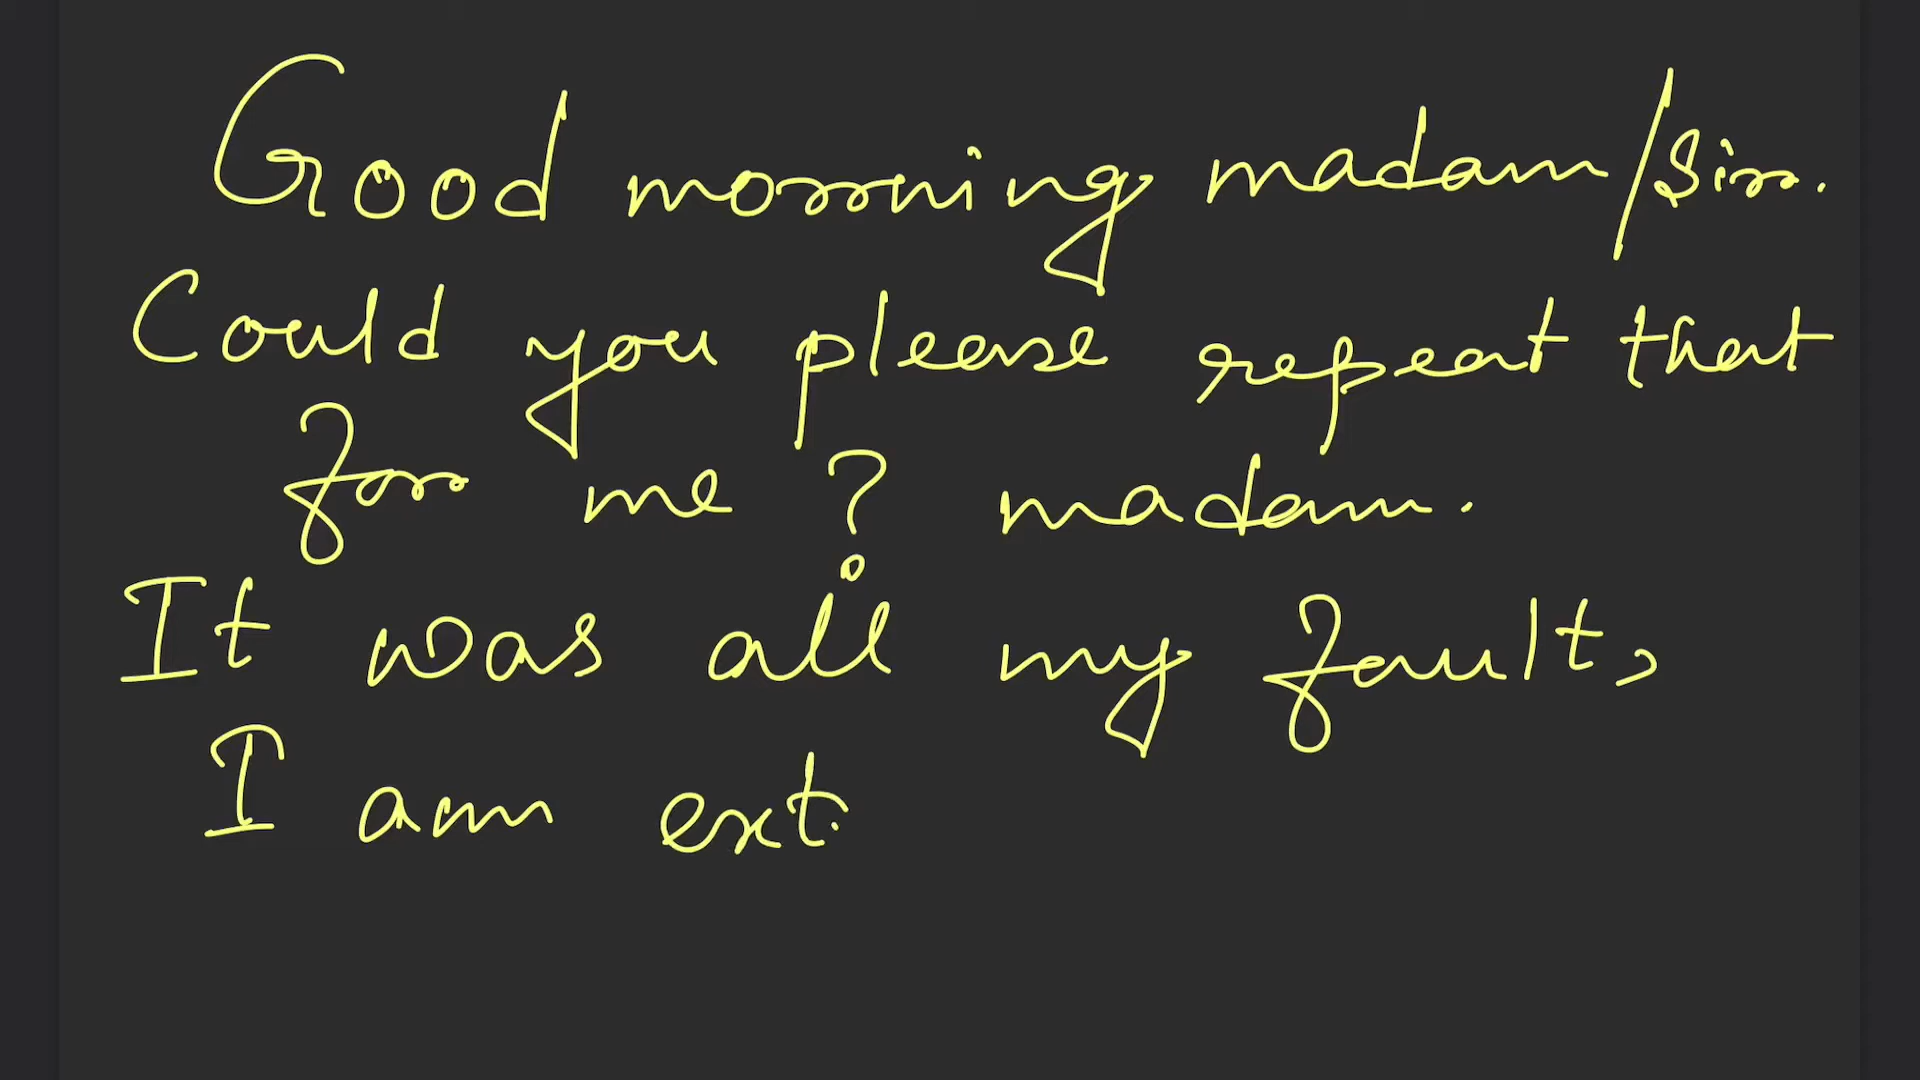 Good morning madam/Sir.
Could you please repeat that
for me ? madam.
It was all my fault,
I am ext